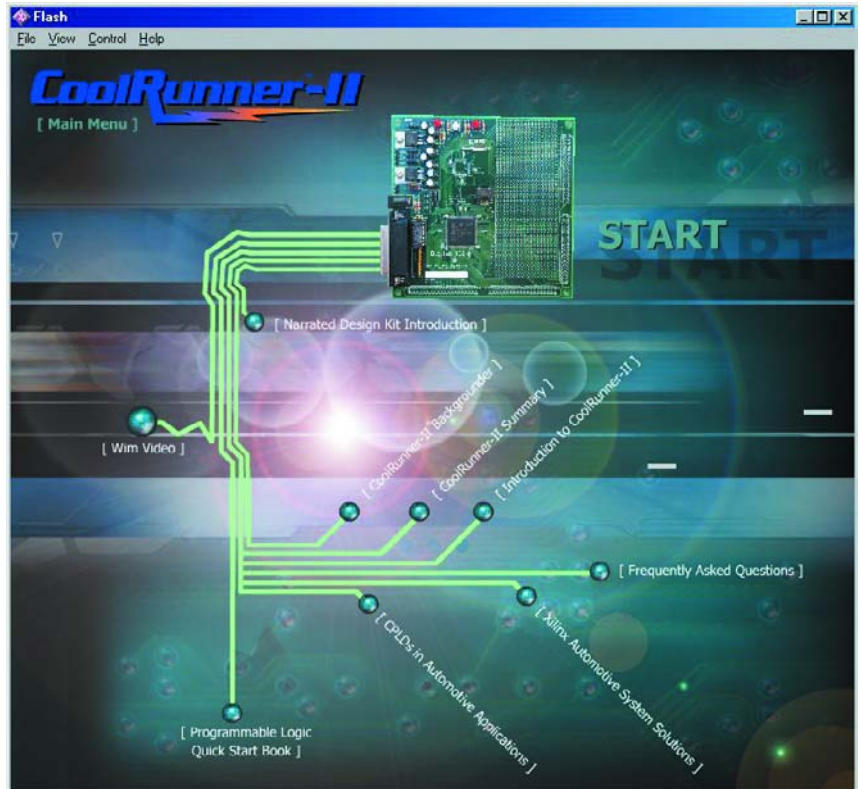 Flash
File View Control Help
CoolRunner-II
[ Main Menu ]
START
[ Narrated Design Kit Introduction ]
[ Wim Video ]
[ CoolRunner-II Backgrounder ]
[ CoolRunner-II Summary ]
[ Introduction to CoolRunner-II ]
[ Frequently Asked Questions ]
[ CPLDs in Automotive Applications ]
[ Xilinx Automotive System Solutions ]
[ Programmable Logic
Quick Start Book ]